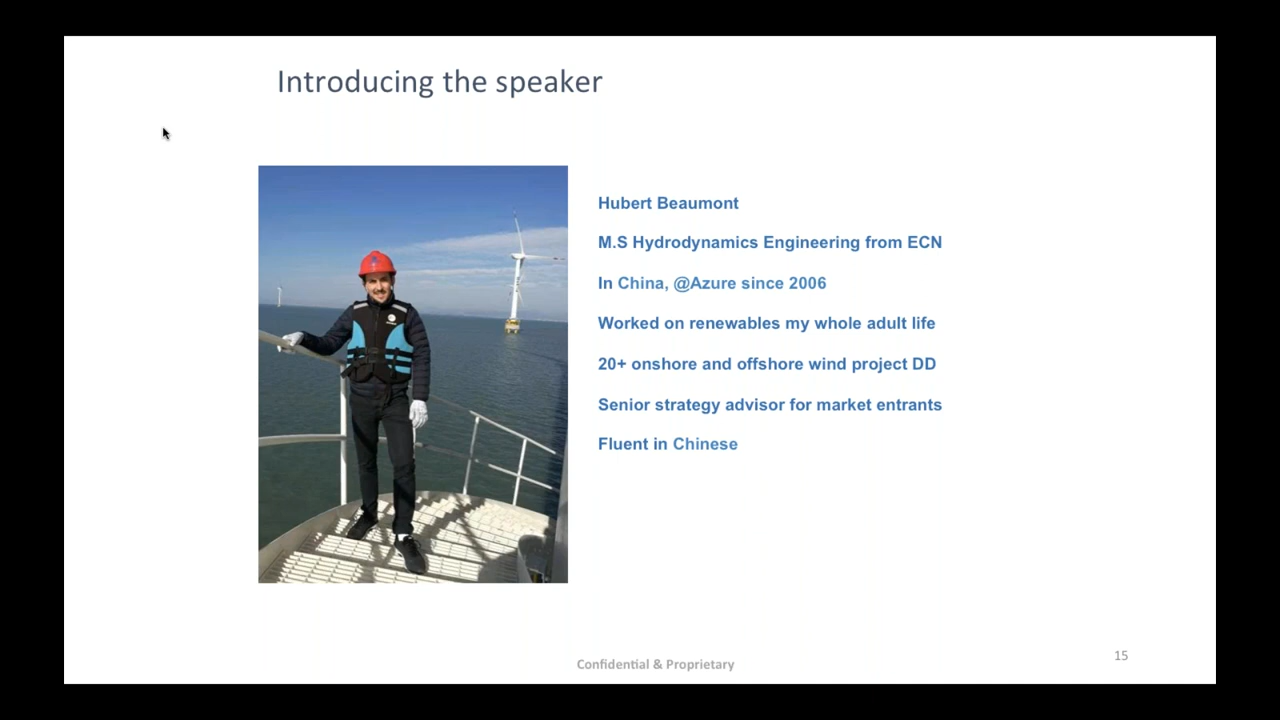 Introducing the speaker
Hubert Beaumont
M.S Hydrodynamics Engineering from ECN
In China, @Azure since 2006
Worked on renewables my whole adult life
20+ onshore and offshore wind project DD
Senior strategy advisor for market entrants
Fluent in Chinese
Confidential & Proprietary
15